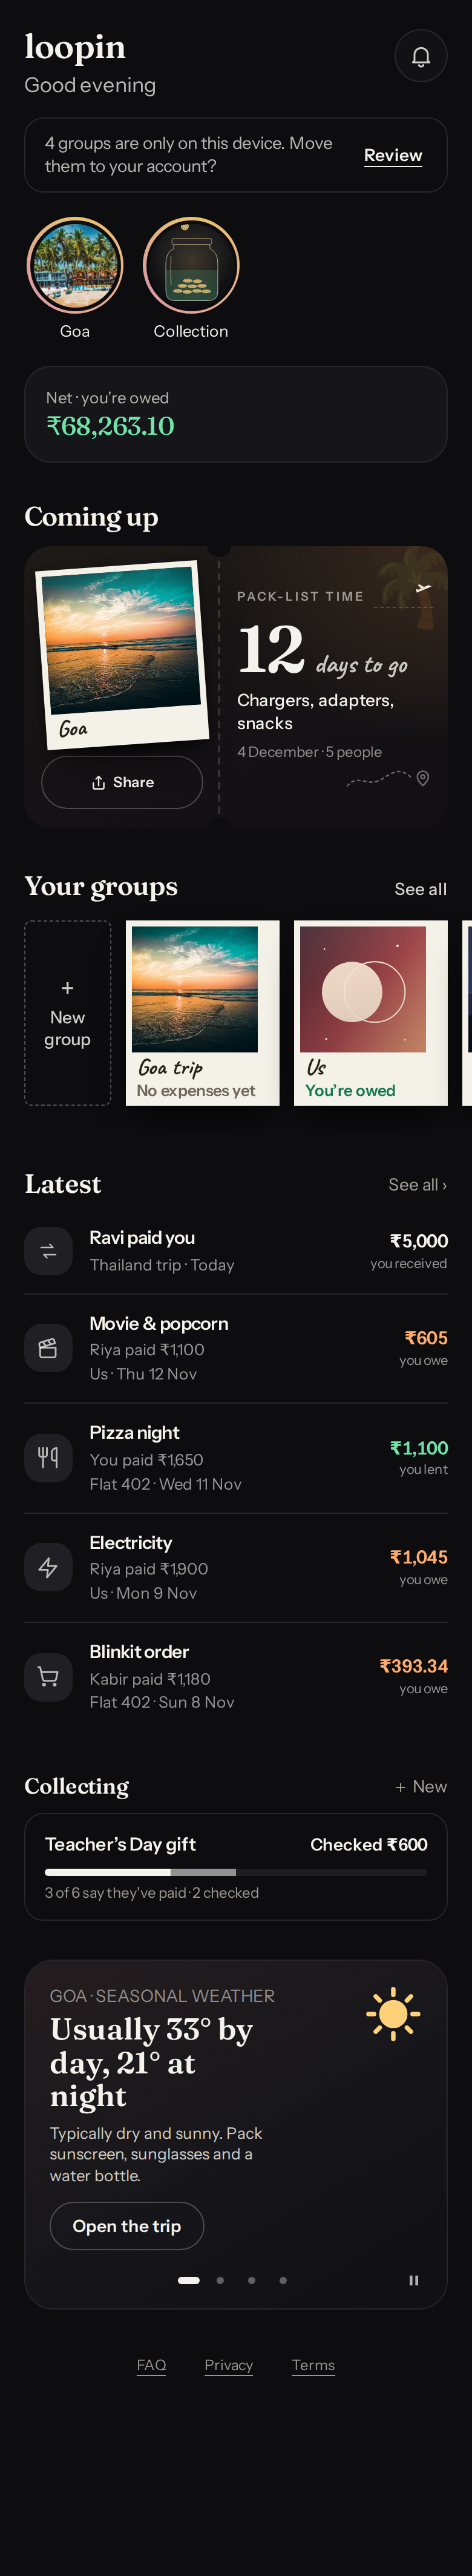 loopin
Good evening
4 groups are only on this device. Move
them to your account?
Review
Goa
Collection
Net · you're owed
₹68,263.10
Coming up
PACK-LIST TIME
12 days to go
Chargers, adapters,
snacks
4 December · 5 people
Goa
Share
Your groups
See all
+
New
group
Goa trip
No expenses yet
Us
You're owed
Latest
See all ›
Ravi paid you
Thailand trip · Today
₹5,000
you received
Movie & popcorn
Riya paid ₹1,100
Us · Thu 12 Nov
₹605
you owe
Pizza night
You paid ₹1,650
Flat 402 · Wed 11 Nov
₹1,100
you lent
Electricity
Riya paid ₹1,900
Us · Mon 9 Nov
₹1,045
you owe
Blinkit order
Kabir paid ₹1,180
Flat 402 · Sun 8 Nov
₹393.34
you owe
Collecting
+ New
Teacher's Day gift
Checked ₹600
3 of 6 say they've paid · 2 checked
GOA · SEASONAL WEATHER
Usually 33° by
day, 21° at
night
Typically dry and sunny. Pack
sunscreen, sunglasses and a
water bottle.
Open the trip
FAQ
Privacy
Terms